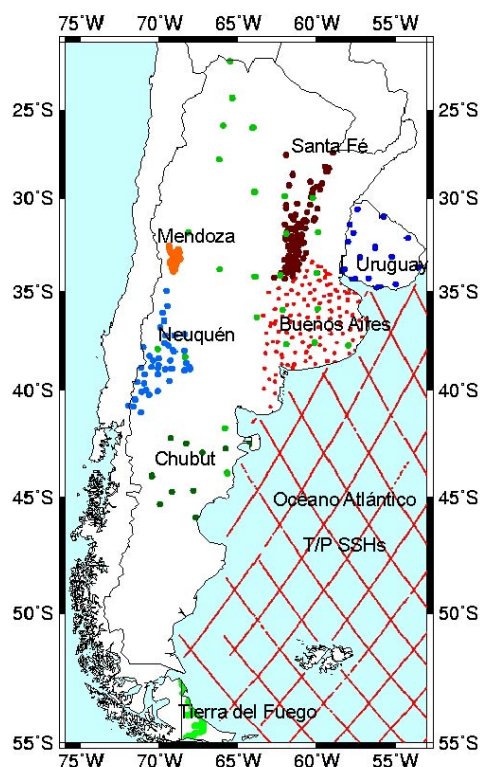 75˚W 70˚W 65˚W 60˚W 55˚W
25˚S 25˚S
Santa Fé
30˚S 30˚S
Mendoza
Uruguay
35˚S 35˚S
Neuquén
Buenos Aires
40˚S 40˚S
Chubut
Océano Atlántico
45˚S 45˚S
T/P SSHs
50˚S 50˚S
Tierra del Fuego
55˚S 55˚S
75˚W 70˚W 65˚W 60˚W 55˚W